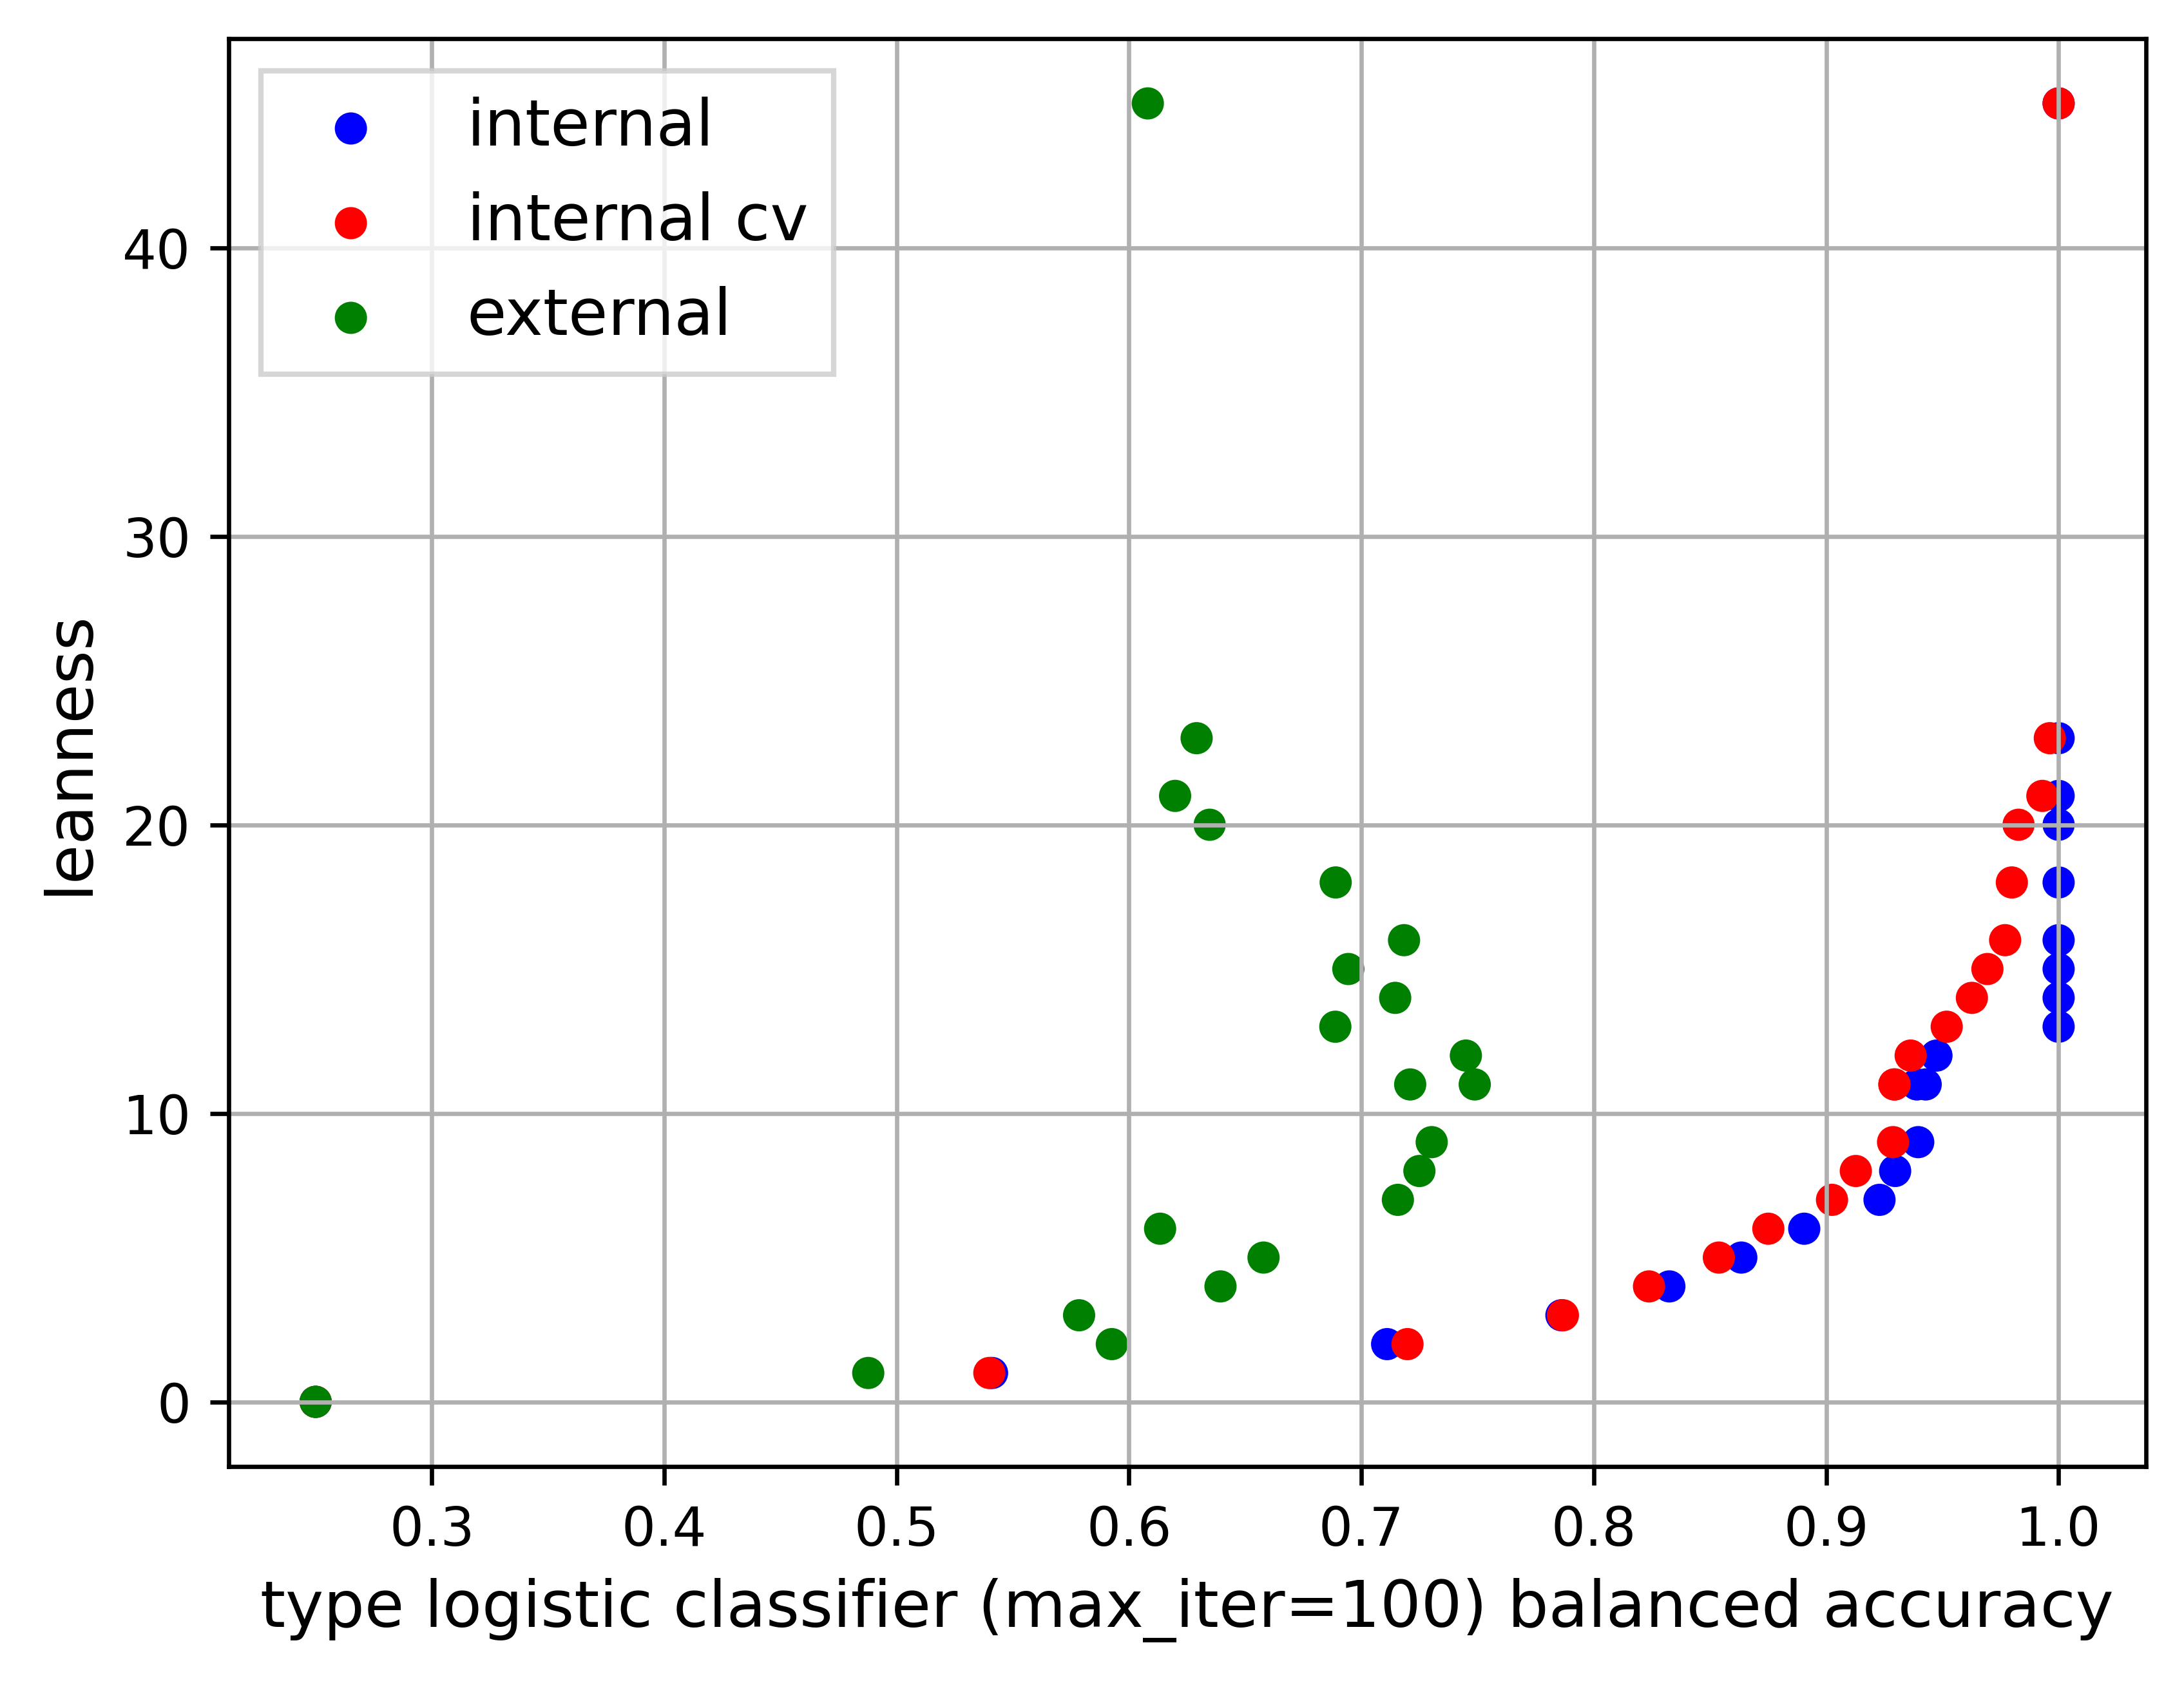 internal
internal cv
external
40
30
20
10
0
leanness
0.3 0.4 0.5 0.6 0.7 0.8 0.9 1.0
type logistic classifier (max_iter=100) balanced accuracy